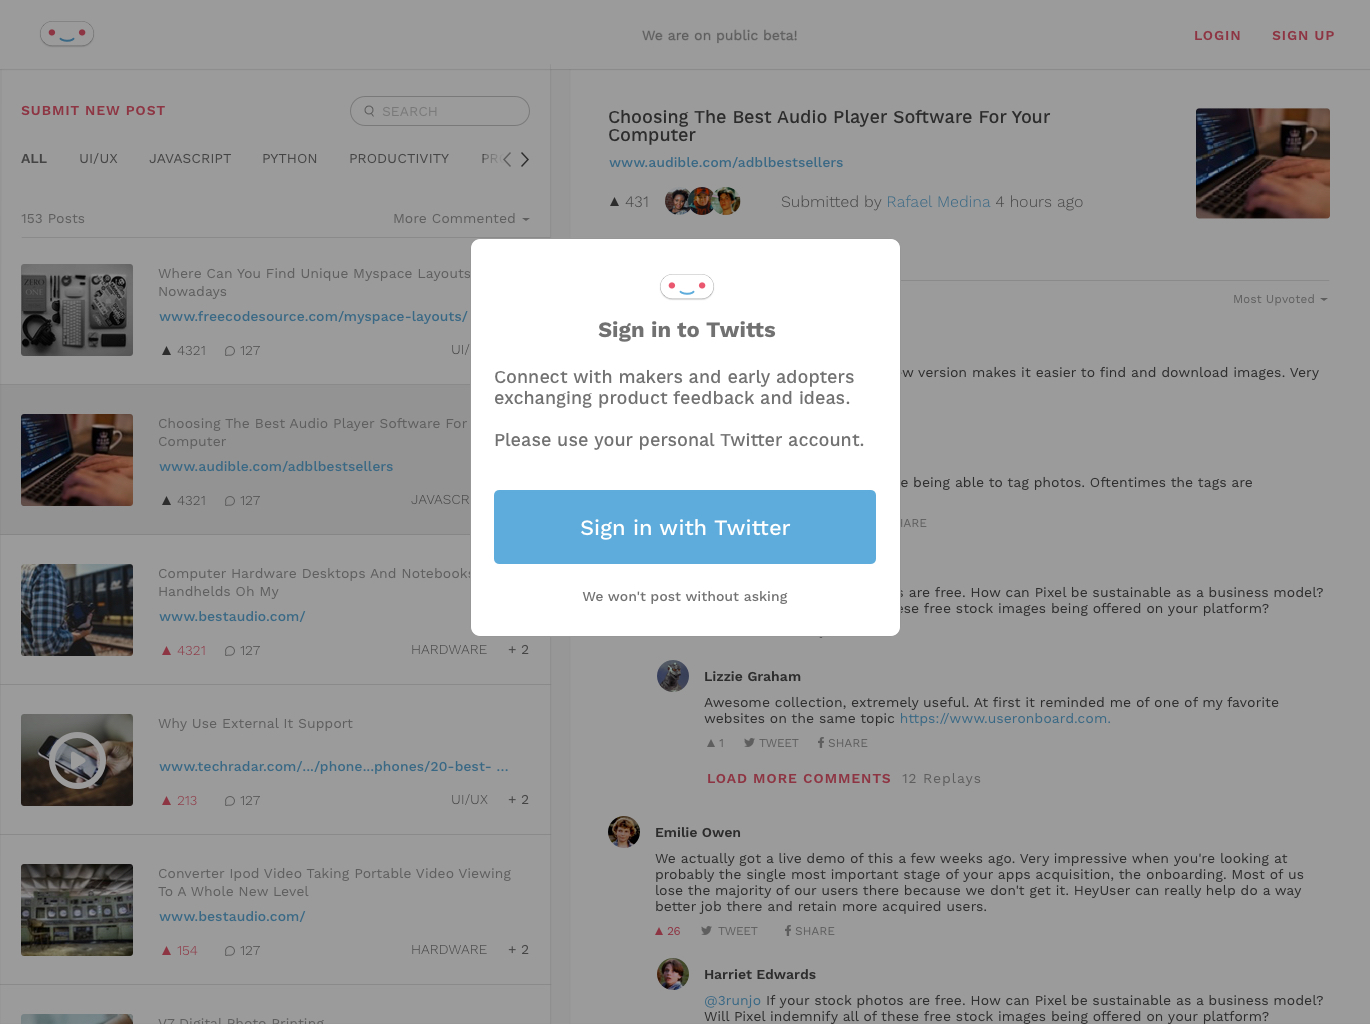 We are on public beta!
LOGIN
SIGN UP
SUBMIT NEW POST
SEARCH
ALL
UI/UX
JAVASCRIPT
PYTHON
PRODUCTIVITY
153 Posts
More Commented
Where Can You Find Unique Myspace Layouts
Nowadays
www.freecodesource.com/myspace-layouts/
4321
127
UI/
Choosing The Best Audio Player Software For
Computer
www.audible.com/adblbestsellers
4321
127
JAVASCR
Computer Hardware Desktops And Notebooks
Handhelds Oh My
www.bestaudio.com/
4321
127
HARDWARE
+ 2
Why Use External It Support
www.techradar.com/.../phone...phones/20-best- ...
213
127
UI/UX
+ 2
Converter Ipod Video Taking Portable Video Viewing
To A Whole New Level
www.bestaudio.com/
154
127
HARDWARE
+ 2
VZ Digital Photo Printing
Sign in to Twitts
Connect with makers and early adopters
exchanging product feedback and ideas.
Please use your personal Twitter account.
Sign in with Twitter
We won't post without asking
Choosing The Best Audio Player Software For Your
Computer
www.audible.com/adblbestsellers
431
Submitted by Rafael Medina 4 hours ago
Most Upvoted
version makes it easier to find and download images. Very
being able to tag photos. Oftentimes the tags are
HARE
are free. How can Pixel be sustainable as a business model?
these free stock images being offered on your platform?
Lizzie Graham
Awesome collection, extremely useful. At first it reminded me of one of my favorite
websites on the same topic https://www.useronboard.com.
1
TWEET
SHARE
LOAD MORE COMMENTS
12 Replays
Emilie Owen
We actually got a live demo of this a few weeks ago. Very impressive when you're looking at
probably the single most important stage of your apps acquisition, the onboarding. Most of us
lose the majority of our users there because we don't get it. HeyUser can really help do a way
better job there and retain more acquired users.
26
TWEET
SHARE
Harriet Edwards
@3runjo If your stock photos are free. How can Pixel be sustainable as a business model?
Will Pixel indemnify all of these free stock images being offered on your platform?